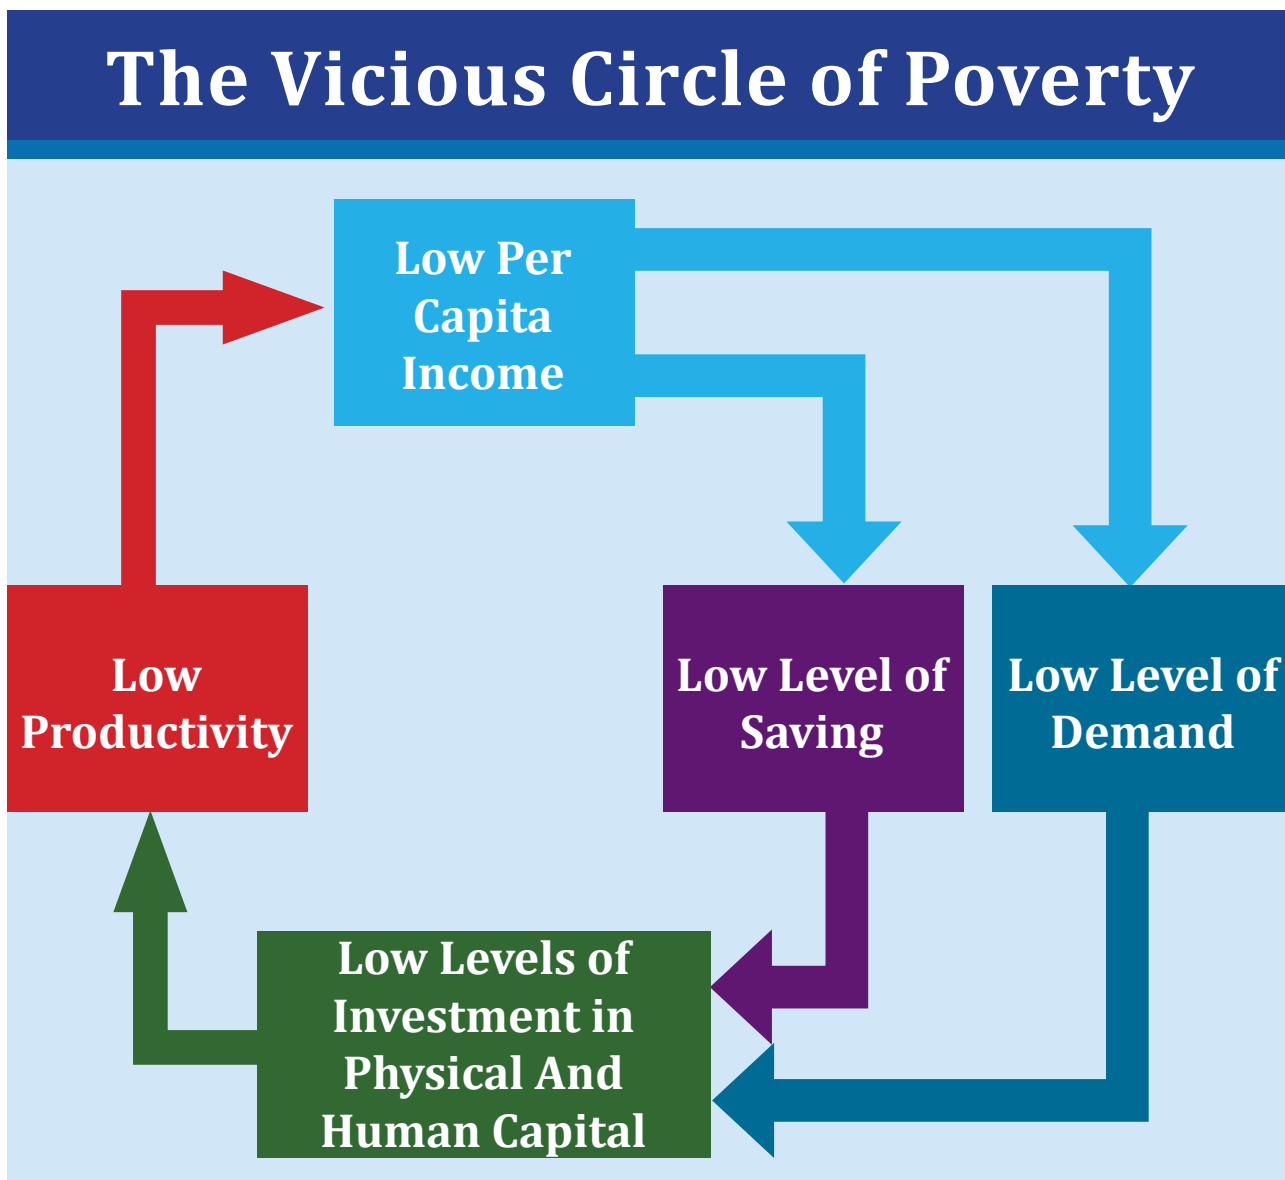 The Vicious Circle of Poverty
Low Per
Capita
Income
Low
Productivity
Low Level of
Saving
Low Level of
Demand
Low Levels of
Investment in
Physical And
Human Capital